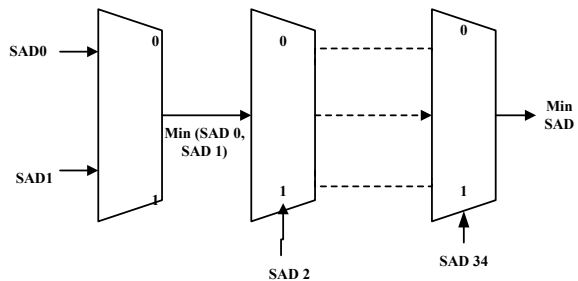 0
0
0
SAD0
Min (SAD 0,
SAD 1)
Min
SAD
SAD1
1
1
1
SAD 2
SAD 34